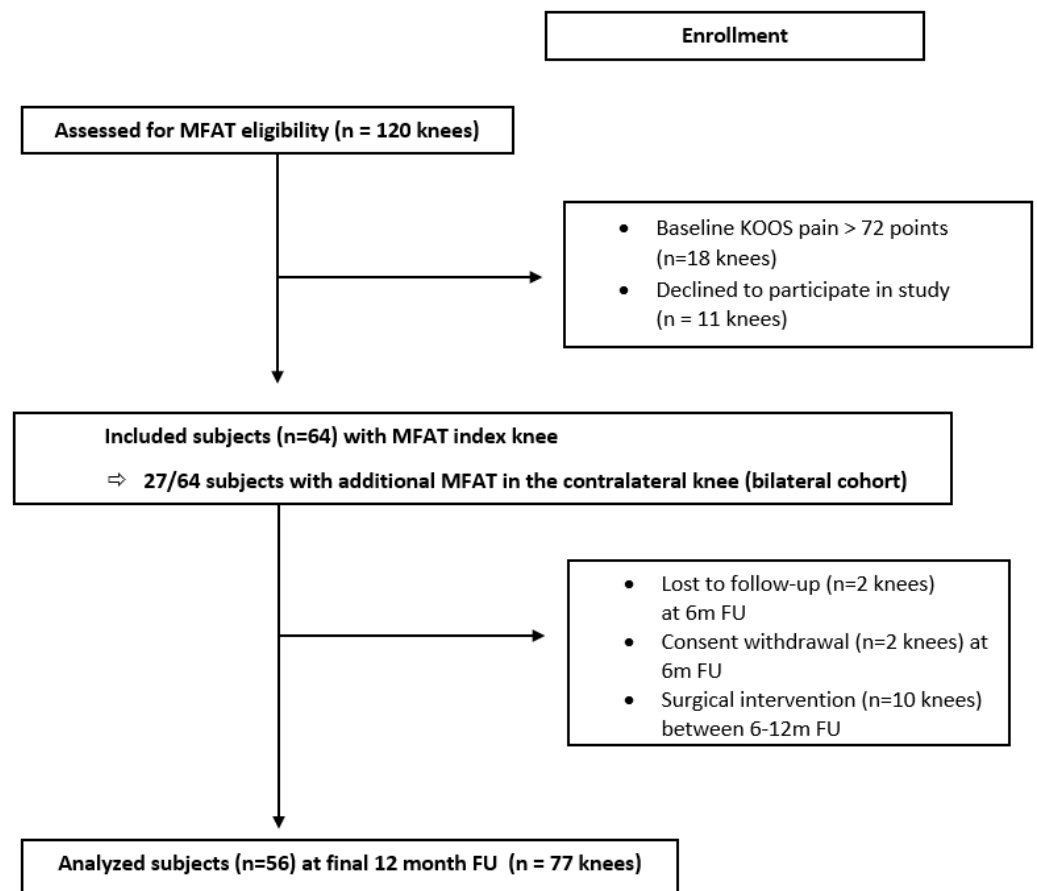 Enrollment
Assessed for MFAT eligibility (n = 120 knees)
• Baseline KOOS pain > 72 points
(n=18 knees)
• Declined to participate in study
(n = 11 knees)
Included subjects (n=64) with MFAT index knee
⇨ 27/64 subjects with additional MFAT in the contralateral knee (bilateral cohort)
• Lost to follow-up (n=2 knees)
at 6m FU
• Consent withdrawal (n=2 knees) at
6m FU
• Surgical intervention (n=10 knees)
between 6-12m FU
Analyzed subjects (n=56) at final 12 month FU (n = 77 knees)